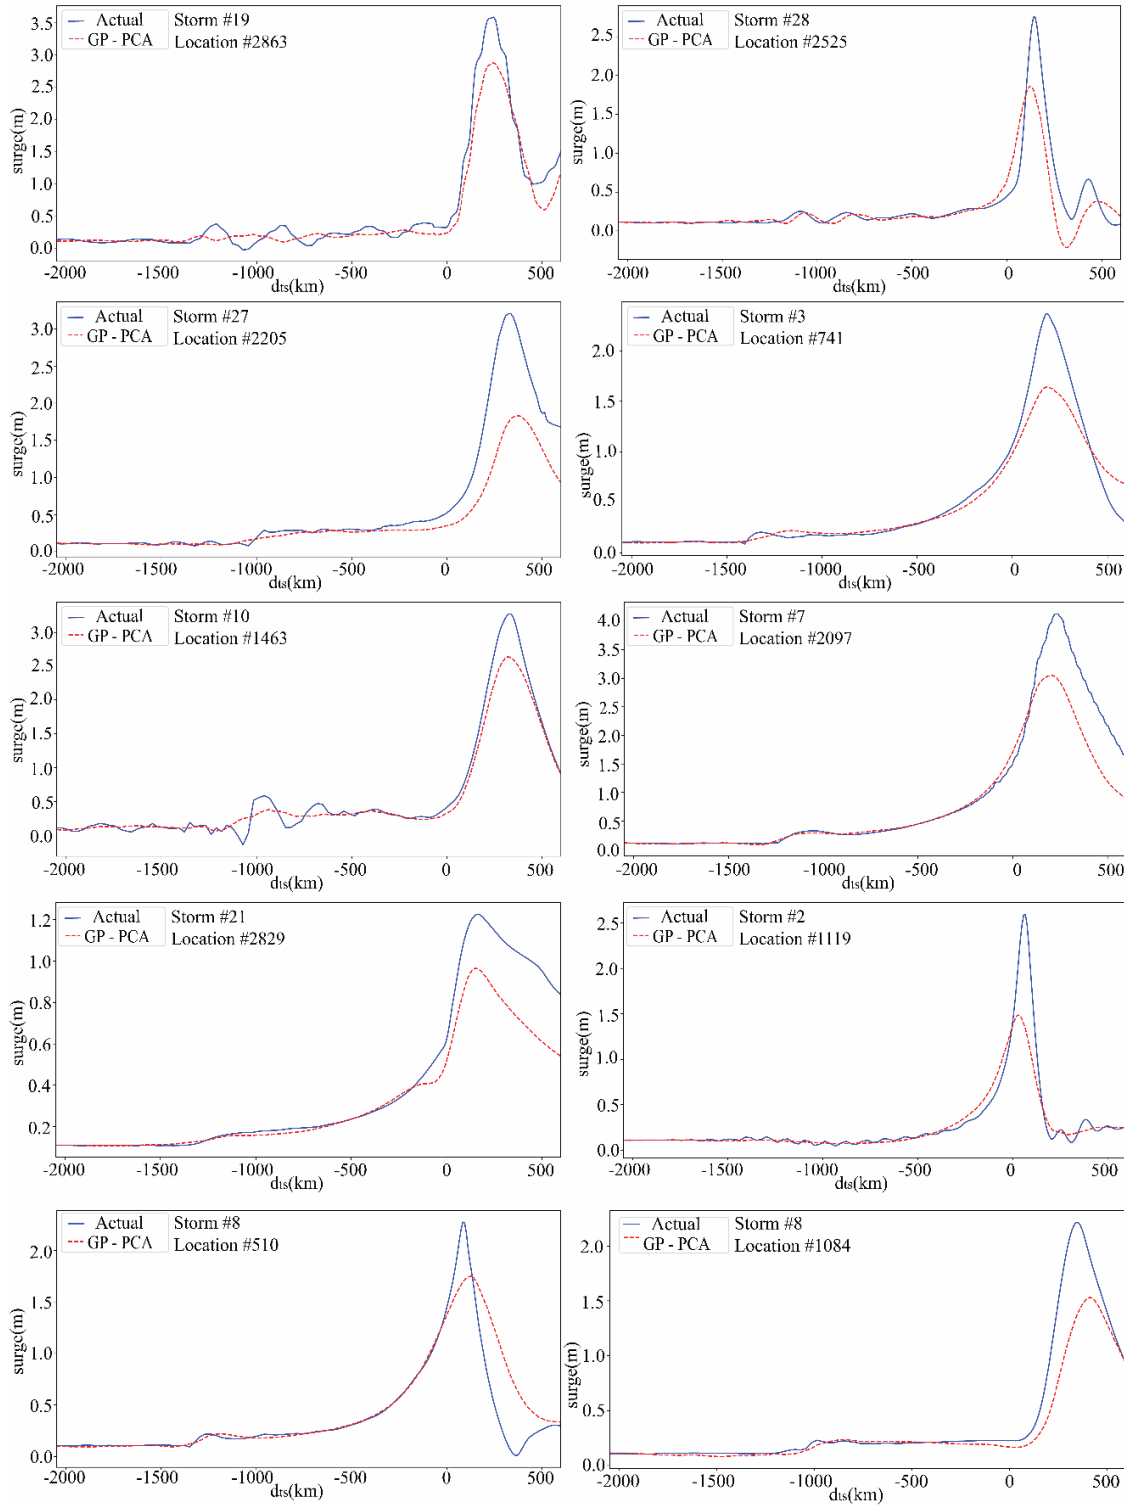 Actual Storm #19
GP - PCA Location #2863
3.5
3.0
2.5
2.0
1.5
1.0
0.5
0.0
surge(m)
-2000 -1500 -1000 -500 0 500
dts(km)
Actual Storm #28
GP - PCA Location #2525
2.5
2.0
1.5
1.0
0.5
0.0
surge(m)
-2000 -1500 -1000 -500 0 500
dts(km)
Actual Storm #27
GP - PCA Location #2205
3.0
2.5
2.0
1.5
1.0
0.5
0.0
surge(m)
-2000 -1500 -1000 -500 0 500
dts(km)
Actual Storm #3
GP - PCA Location #741
2.0
1.5
1.0
0.5
0.0
surge(m)
-2000 -1500 -1000 -500 0 500
dts(km)
Actual Storm #10
GP - PCA Location #1463
3.0
2.5
2.0
1.5
1.0
0.5
0.0
surge(m)
-2000 -1500 -1000 -500 0 500
dts(km)
Actual Storm #7
GP - PCA Location #2097
4.0
3.5
3.0
2.5
2.0
1.5
1.0
0.5
0.0
surge(m)
-2000 -1500 -1000 -500 0 500
dts(km)
Actual Storm #21
GP - PCA Location #2829
1.2
1.0
0.8
0.6
0.4
0.2
surge(m)
-2000 -1500 -1000 -500 0 500
dts(km)
Actual Storm #2
GP - PCA Location #1119
2.5
2.0
1.5
1.0
0.5
0.0
surge(m)
-2000 -1500 -1000 -500 0 500
dts(km)
Actual Storm #8
GP - PCA Location #510
2.0
1.5
1.0
0.5
0.0
surge(m)
-2000 -1500 -1000 -500 0 500
dts(km)
Actual Storm #8
GP - PCA Location #1084
2.0
1.5
1.0
0.5
0.0
surge(m)
-2000 -1500 -1000 -500 0 500
dts(km)